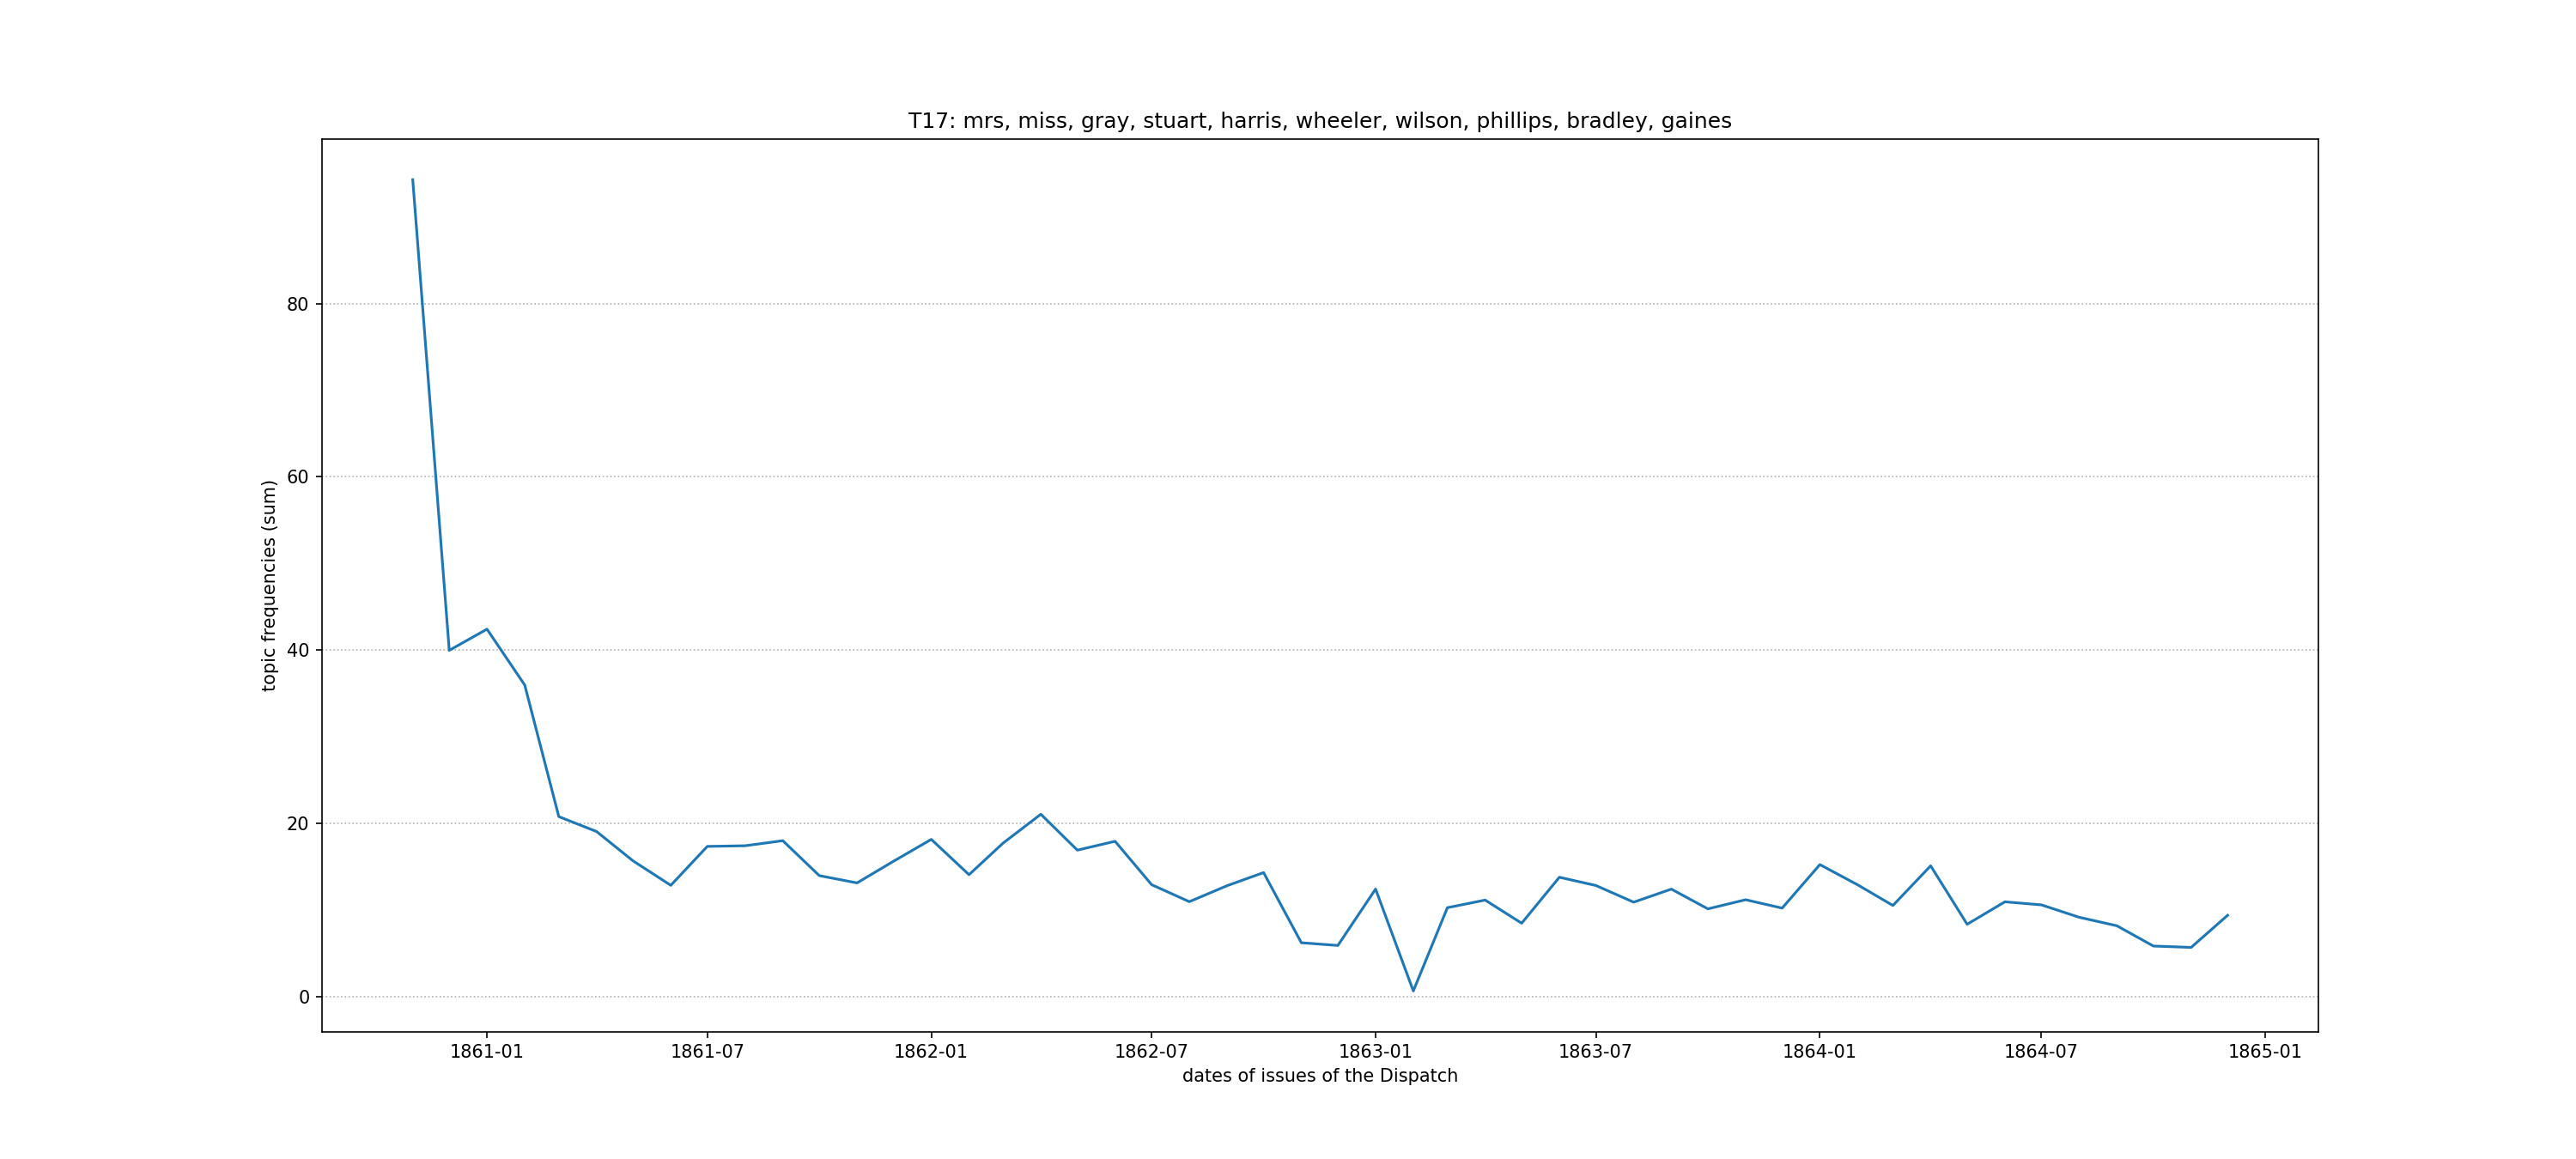 T17: mrs, miss, gray, stuart, harris, wheeler, wilson, phillips, bradley, gaines
topic frequencies (sum)
80
60
40
20
0
1861-01 1861-07 1862-01 1862-07 1863-01 1863-07 1864-01 1864-07 1865-01
dates of issues of the Dispatch